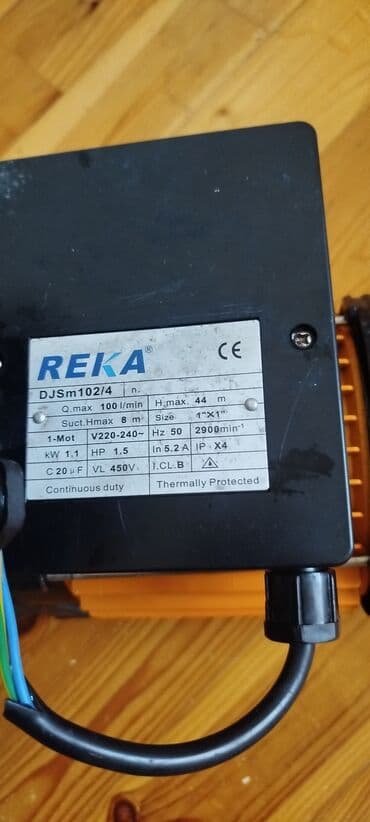 REKA® CE
DJSm102/4 n.
Q.max 100 l/min H.max. 44 m
Suct.Hmax 8 m Size 1"X1"
1-Mot V220-240~ Hz 50 2900min⁻¹
kW 1.1 HP 1.5 In 5.2 A IP X4
C 20 μF VL 450V I.CL.B
Continuous duty Thermally Protected